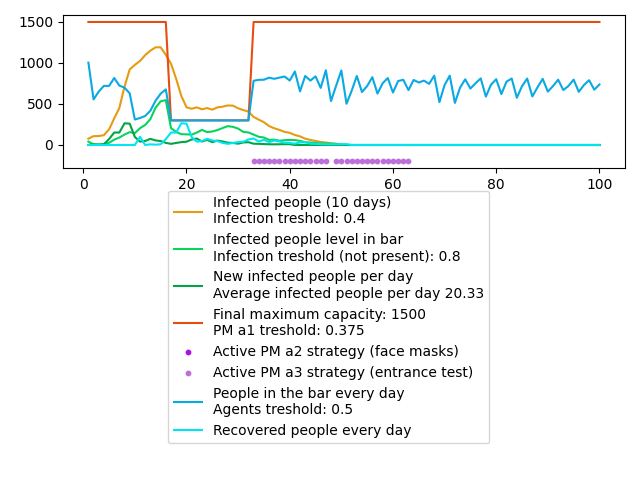 1500
1000
500
0
0
20
40
60
80
100
Infected people (10 days)
Infection treshold: 0.4
Infected people level in bar
Infection treshold (not present): 0.8
New infected people per day
Average infected people per day 20.33
Final maximum capacity: 1500
PM a1 treshold: 0.375
Active PM a2 strategy (face masks)
Active PM a3 strategy (entrance test)
People in the bar every day
Agents treshold: 0.5
Recovered people every day